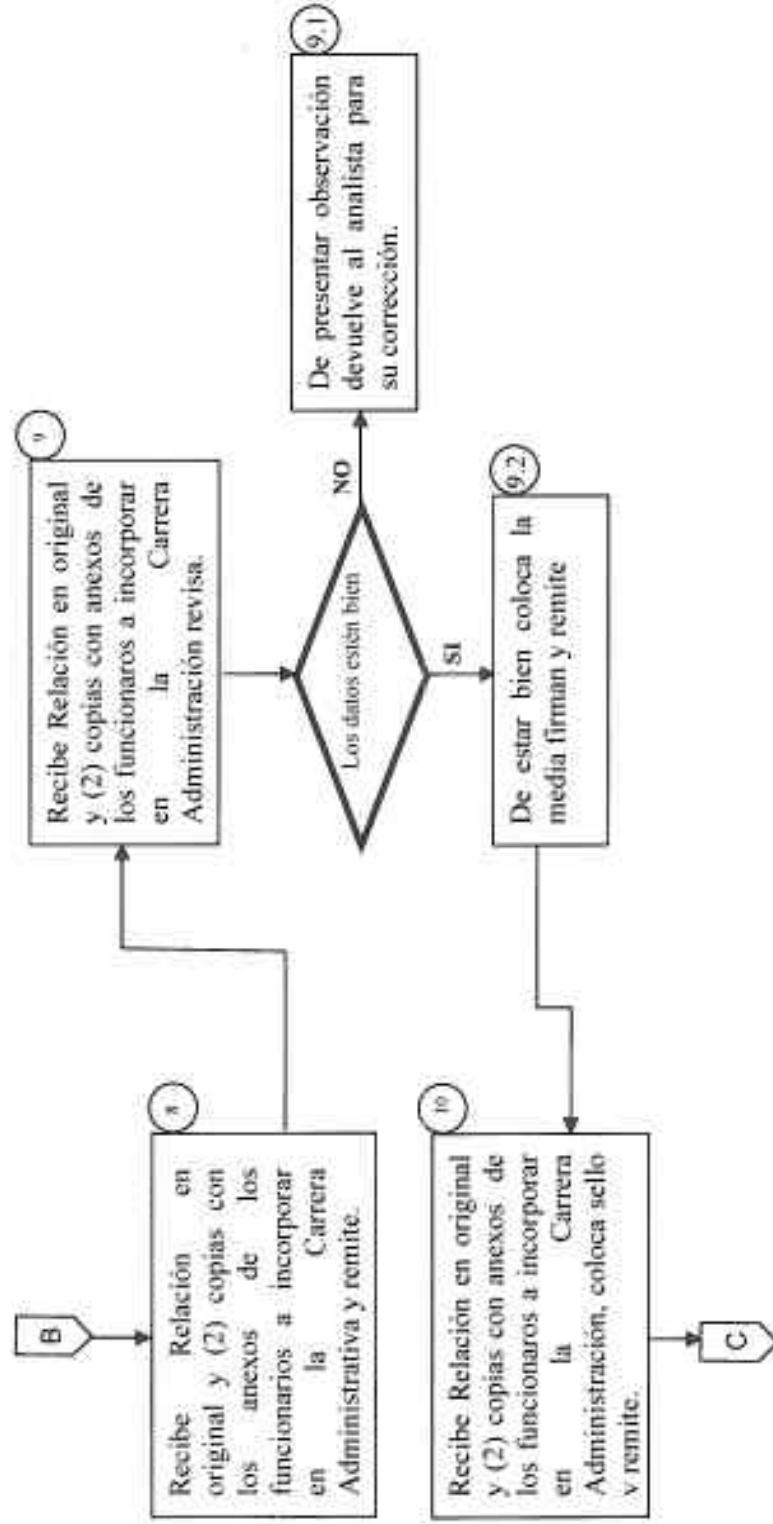 B
8
Recibe Relación en
original y (2) copias con
los anexos de los
funcionarios a incorporar
en la Carrera
Administrativa y remite.
9
Recibe Relación en original
y (2) copias con anexos de
los funcionaros a incorporar
en la Carrera
Administración revisa.
Los datos estén bien
NO
9.1
De presentar observación
devuelve al analista para
su corrección.
SI
9.2
De estar bien coloca la
media firman y remite
10
Recibe Relación en original
y (2) copias con anexos de
los funcionaros a incorporar
en la Carrera
Administración, coloca sello
y remite.
C